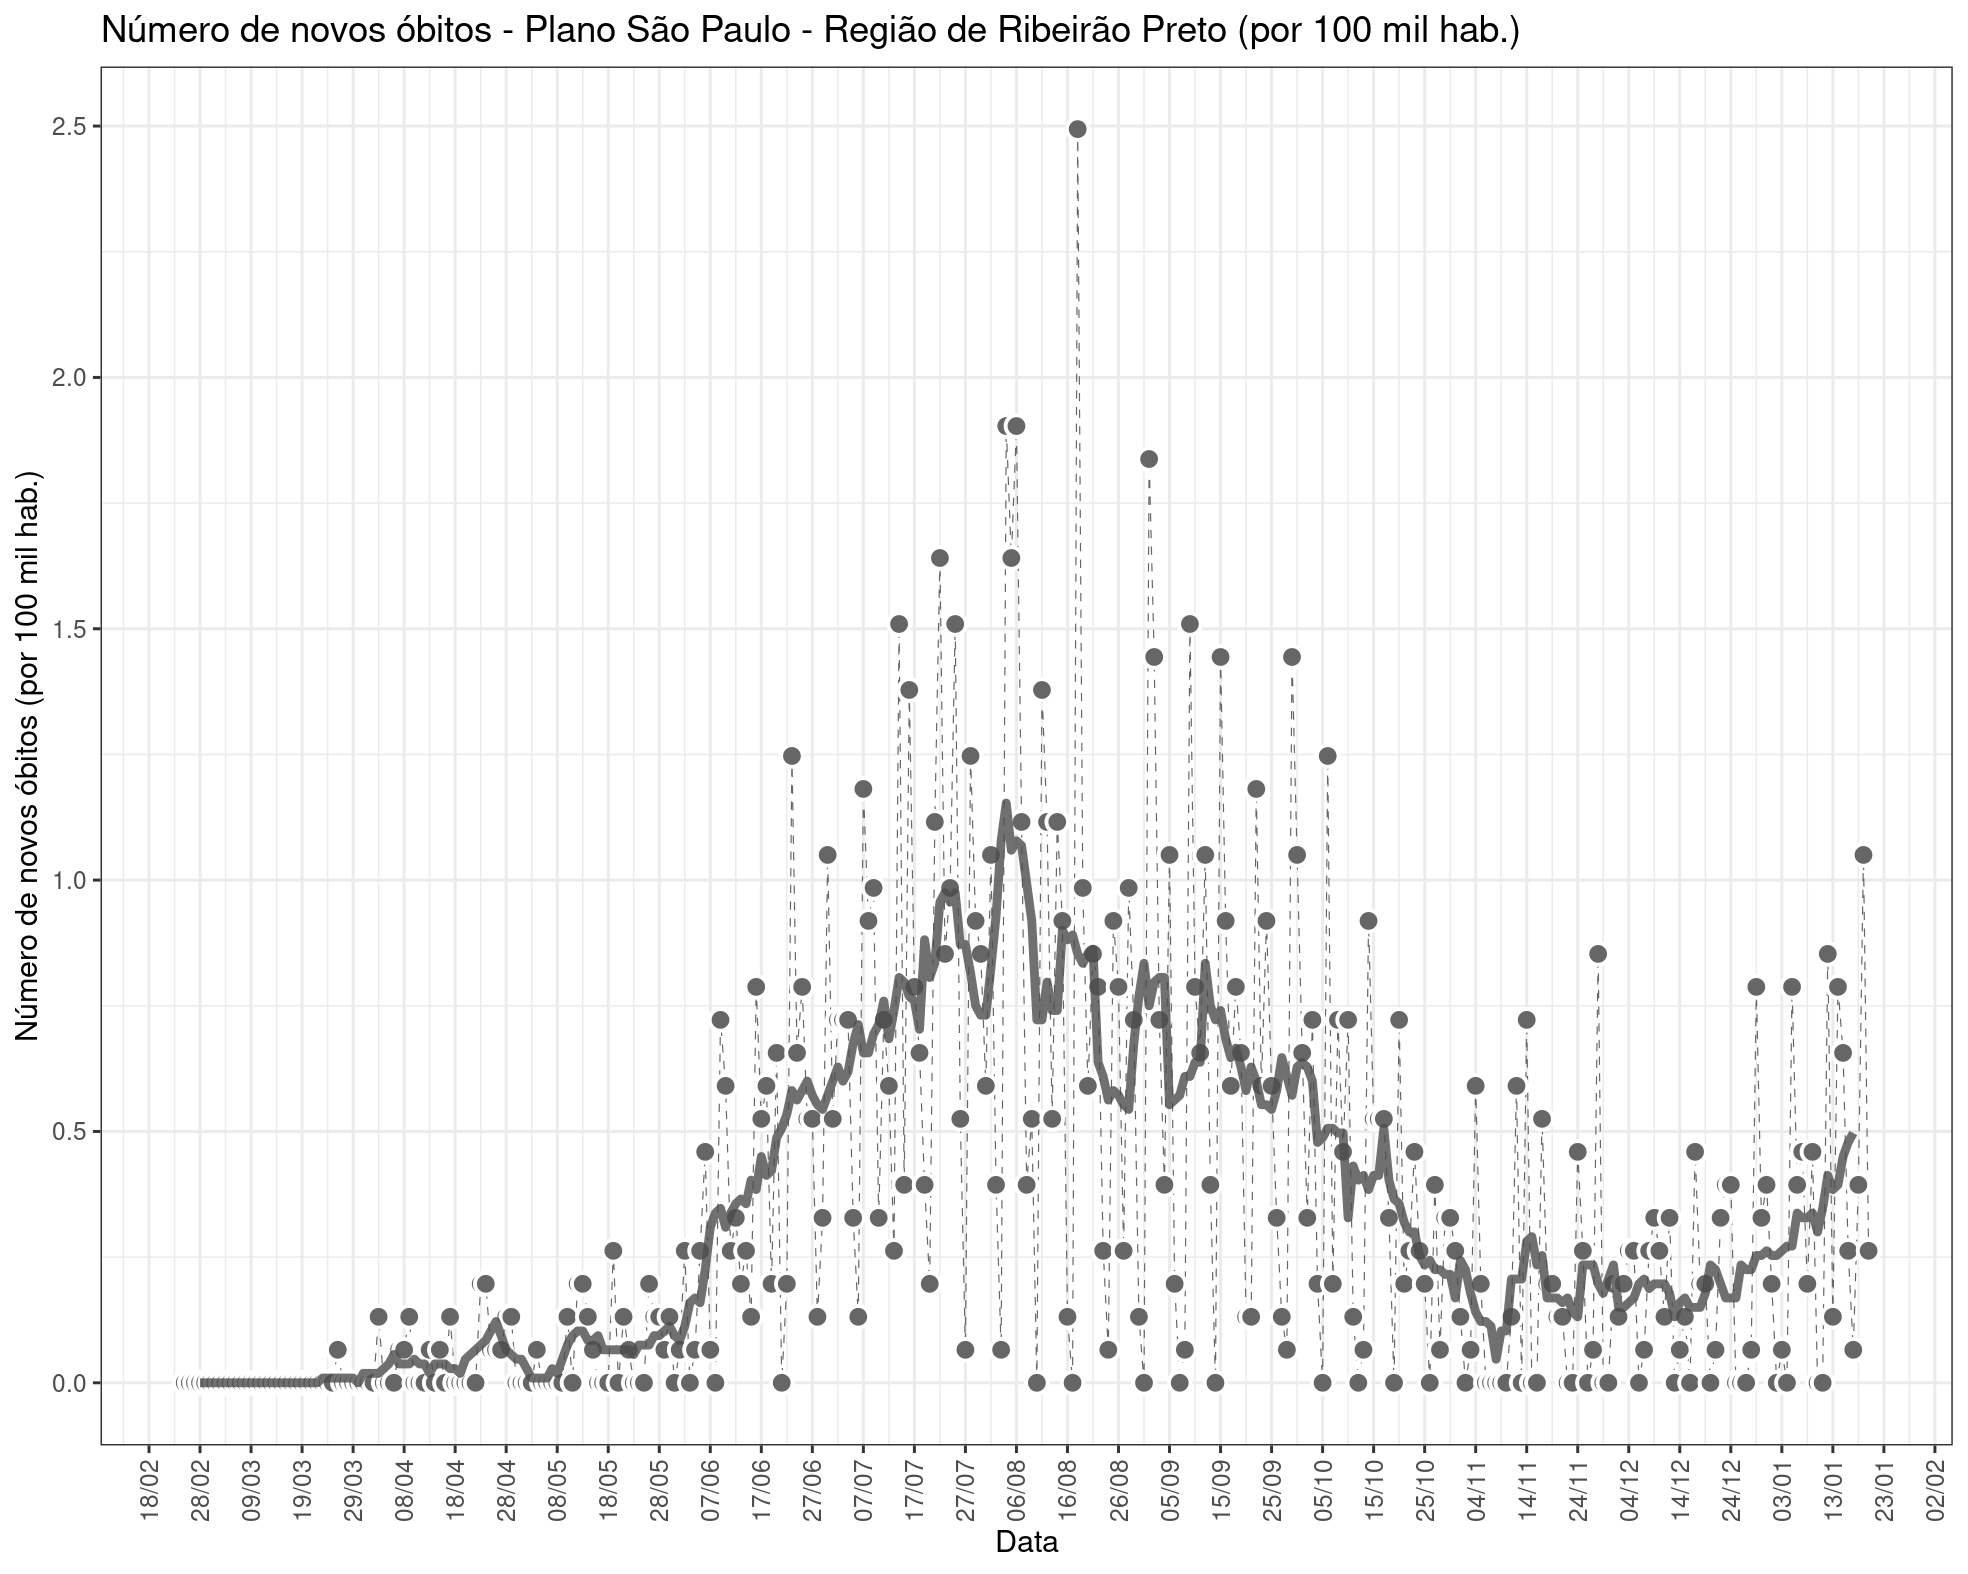 Número de novos óbitos - Plano São Paulo - Região de Ribeirão Preto (por 100 mil hab.)
Número de novos óbitos (por 100 mil hab.)
2.5
2.0
1.5
1.0
0.5
0.0
18/02 28/02 09/03 19/03 29/03 08/04 18/04 28/04 08/05 18/05 28/05 07/06 17/06 27/06 07/07 17/07 27/07 06/08 16/08 26/08 05/09 15/09 25/09 05/10 15/10 25/10 04/11 14/11 24/11 04/12 14/12 24/12 03/01 13/01 23/01 02/02
Data